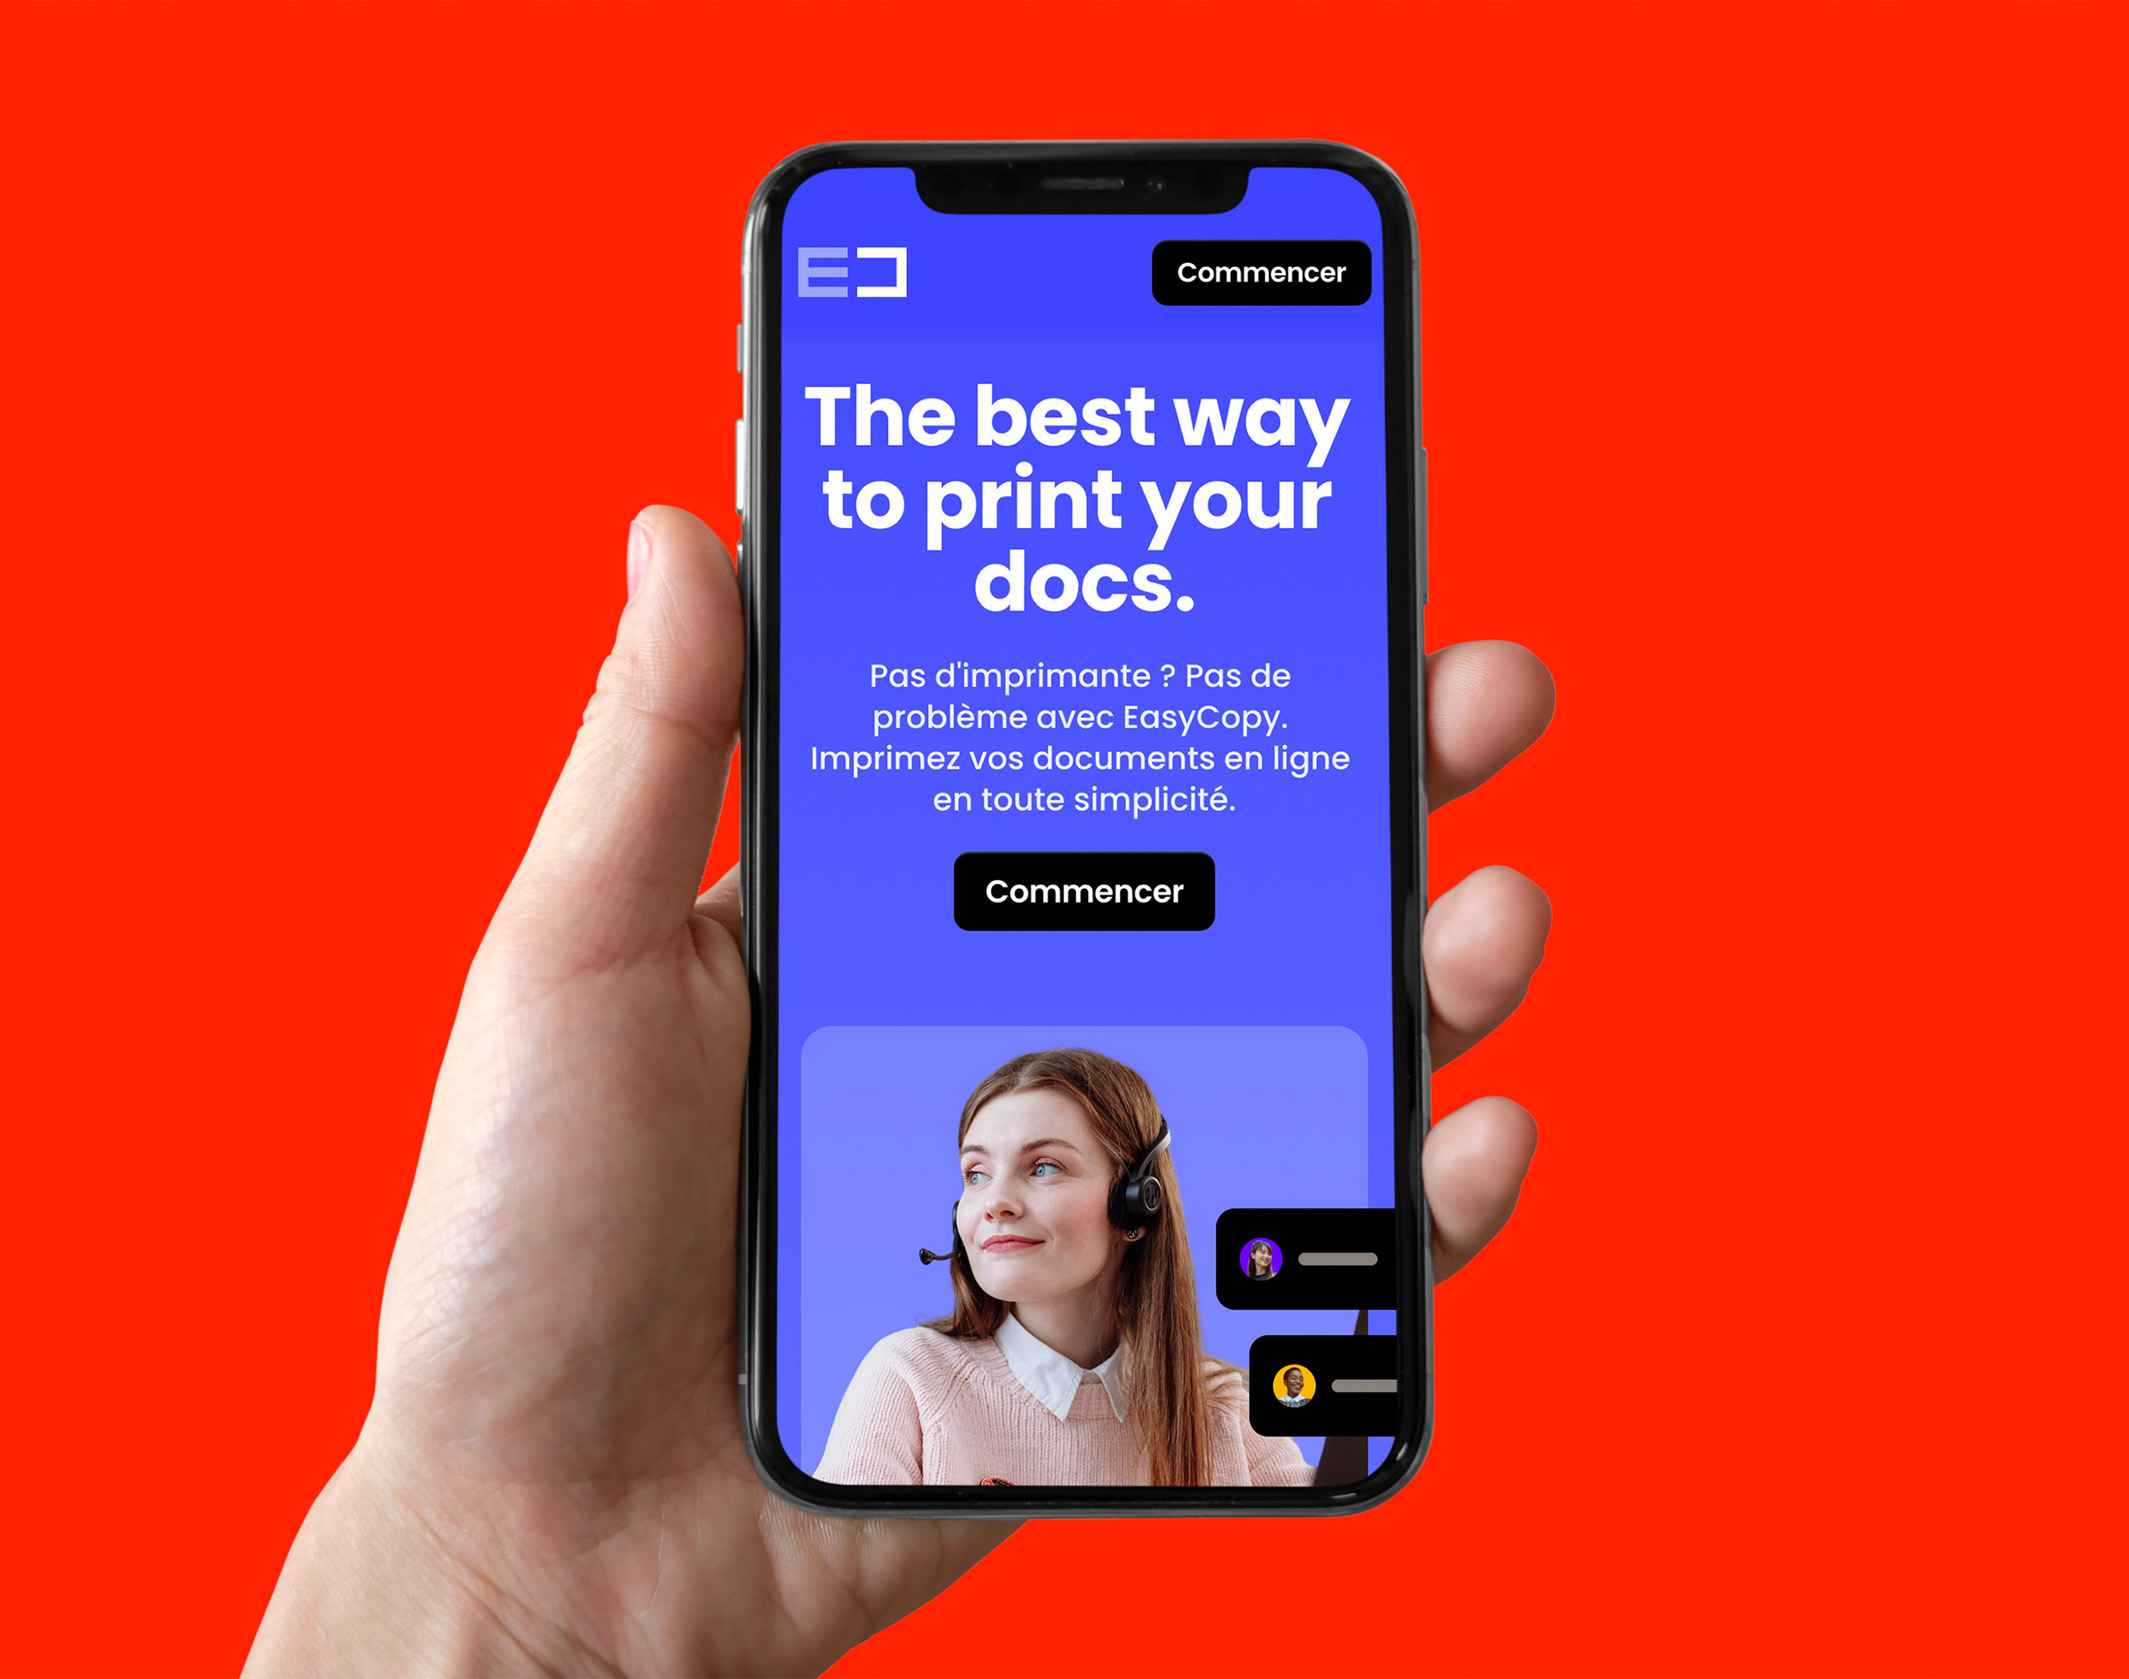 Commencer
The best way
to print your
docs.
Pas d'imprimante ? Pas de
problème avec EasyCopy.
Imprimez vos documents en ligne
en toute simplicité.
Commencer